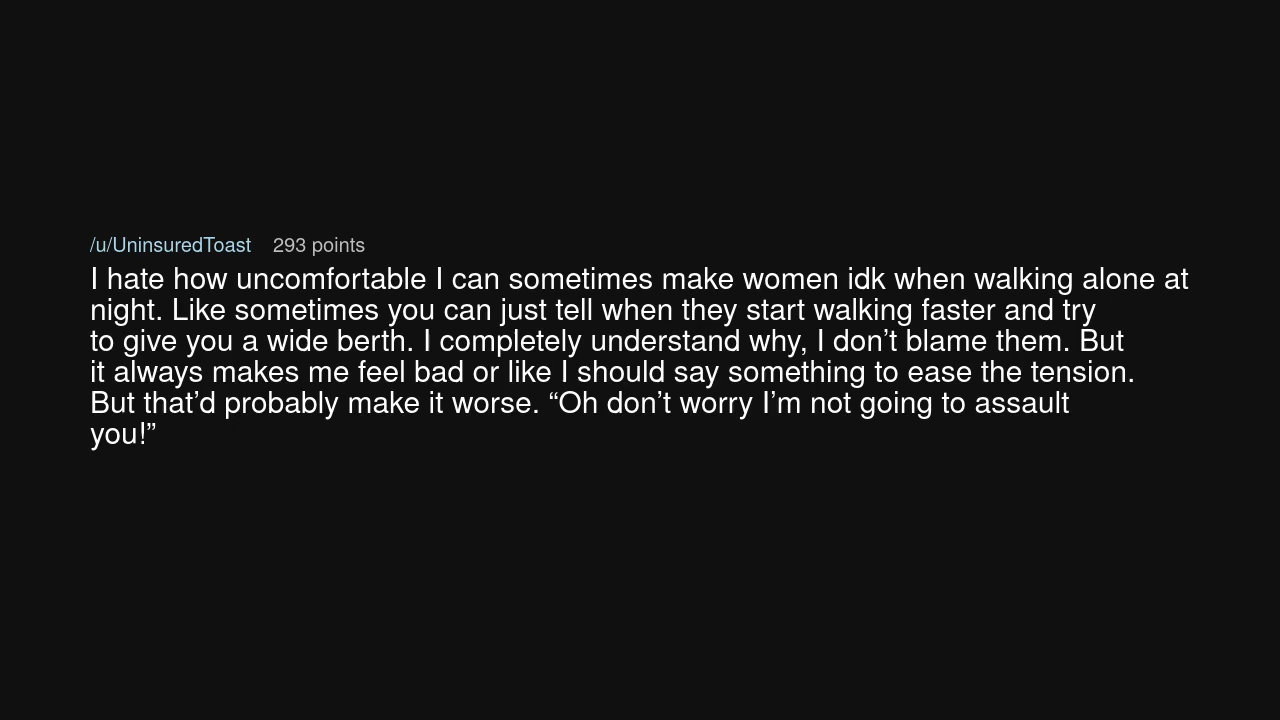 /u/UninsuredToast 293 points
I hate how uncomfortable I can sometimes make women idk when walking alone at
night. Like sometimes you can just tell when they start walking faster and try
to give you a wide berth. I completely understand why, I don’t blame them. But
it always makes me feel bad or like I should say something to ease the tension.
But that’d probably make it worse. “Oh don’t worry I’m not going to assault
you!”